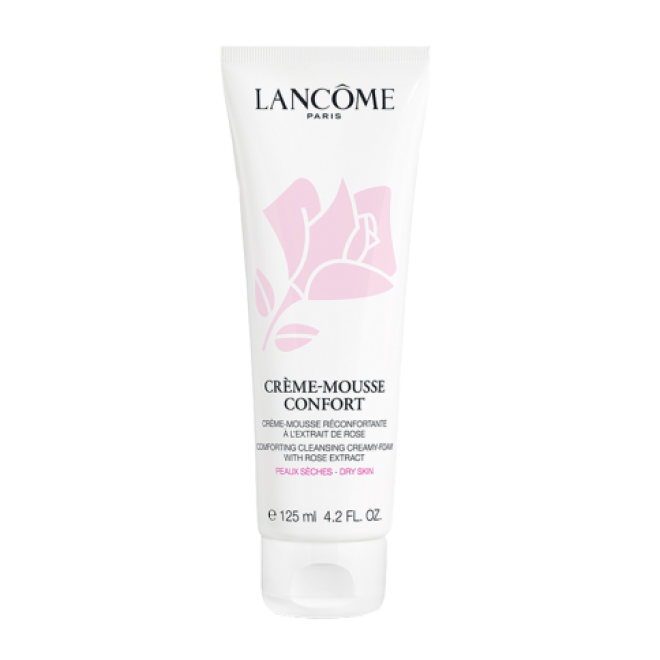 LANCÔME
PARIS
CRÈME-MOUSSE
CONFORT
CRÈME-MOUSSE RÉCONFORTANTE
À L'EXTRAIT DE ROSE
COMFORTING CLEANSING CREAMY-FOAM
WITH ROSE EXTRACT
PEAUX SÈCHES - DRY SKIN
℮ 125 ml 4.2 FL. OZ.